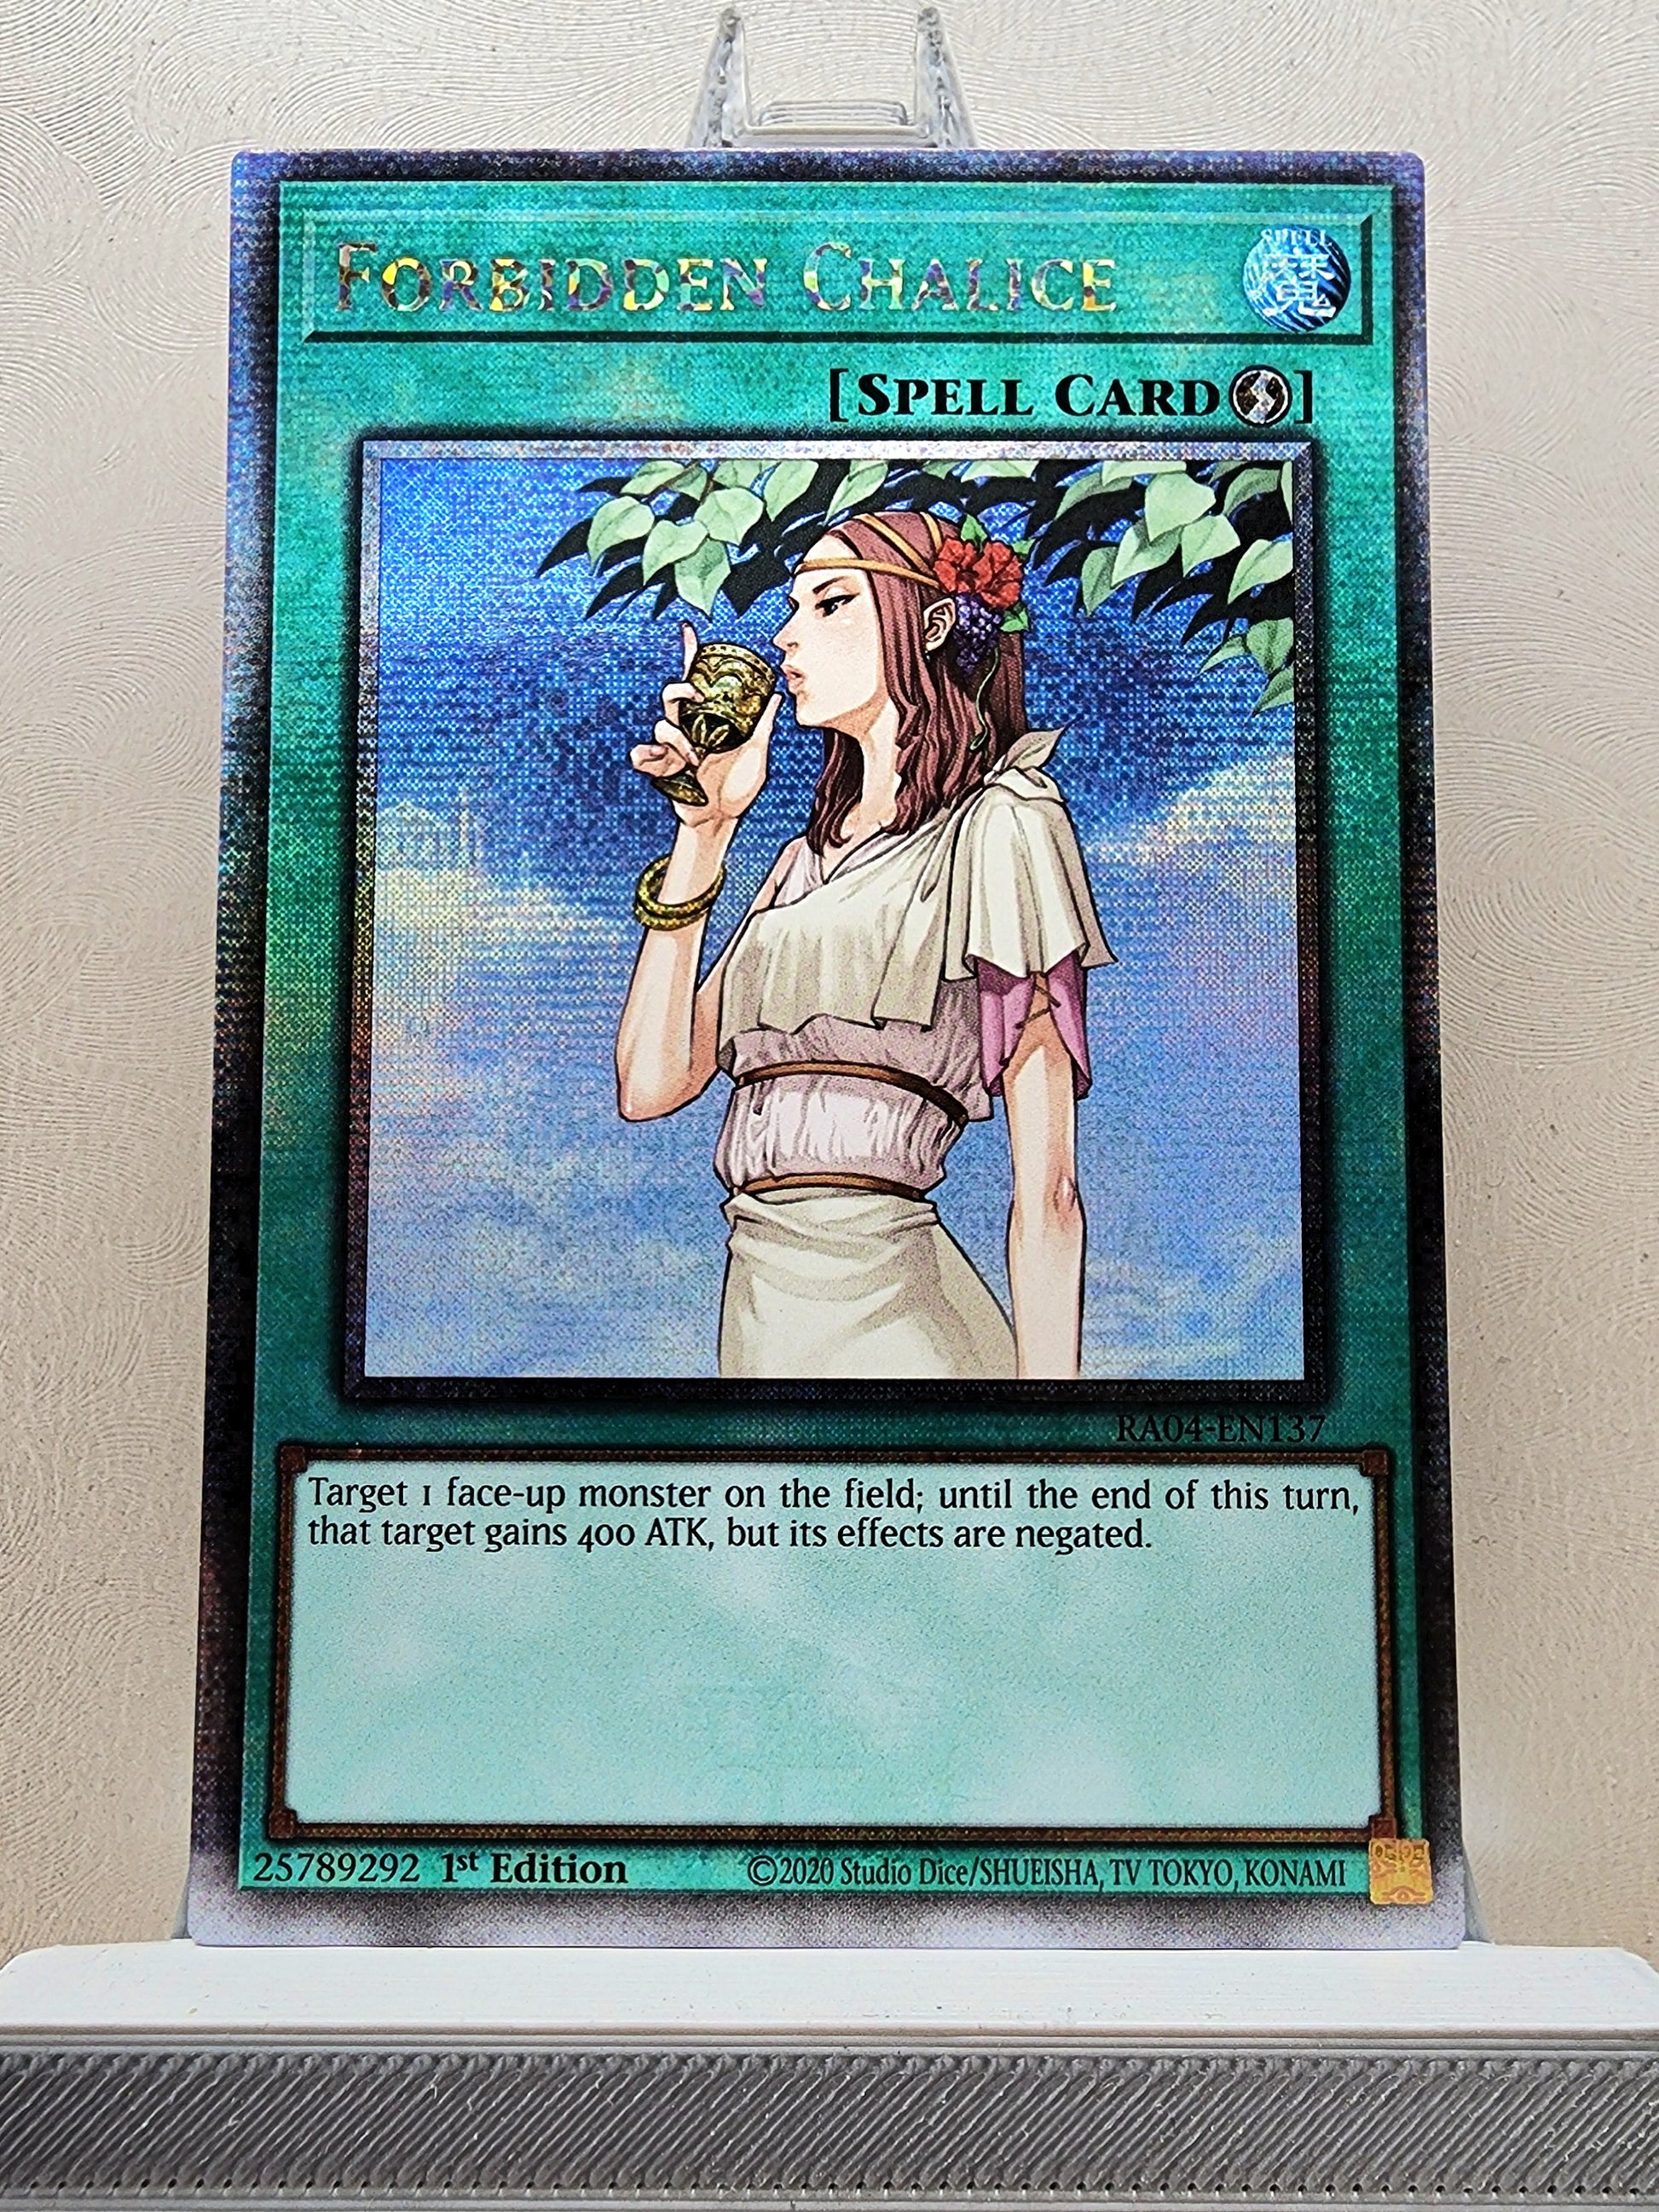 FORBIDDEN CHALICE
SPELL
魔
[SPELL CARD]
RA04-EN137
Target 1 face-up monster on the field; until the end of this turn,
that target gains 400 ATK, but its effects are negated.
25789292 1st Edition
©2020 Studio Dice/SHUEISHA, TV TOKYO, KONAMI